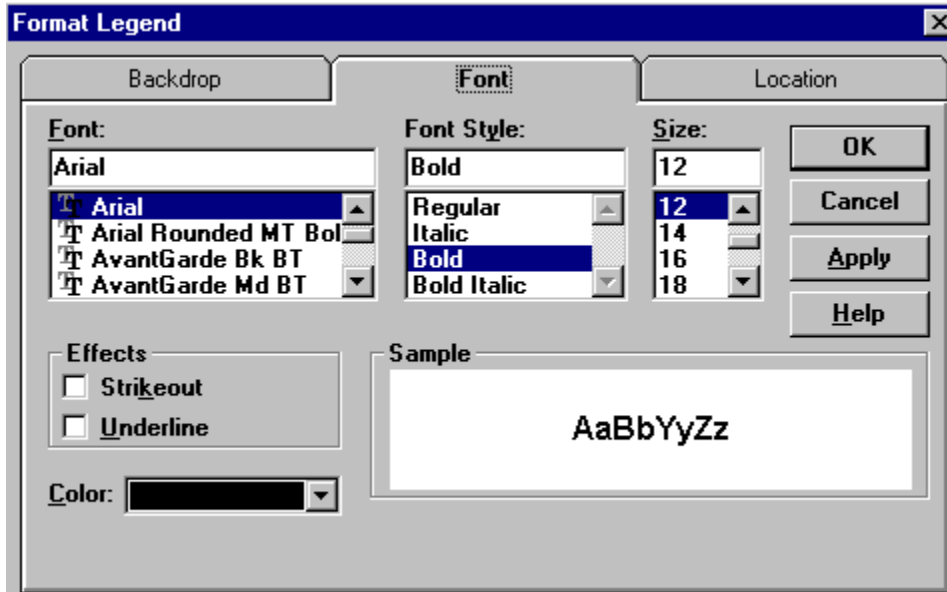 Format Legend
Backdrop Font Location
Font: Font Style: Size:
Arial Bold 12 OK
Arial Regular 12 Cancel
Arial Rounded MT Bol Italic 14
AvantGarde Bk BT Bold 16 Apply
AvantGarde Md BT Bold Italic 18
Help
Effects Sample
Strikeout
Underline AaBbYyZz
Color: